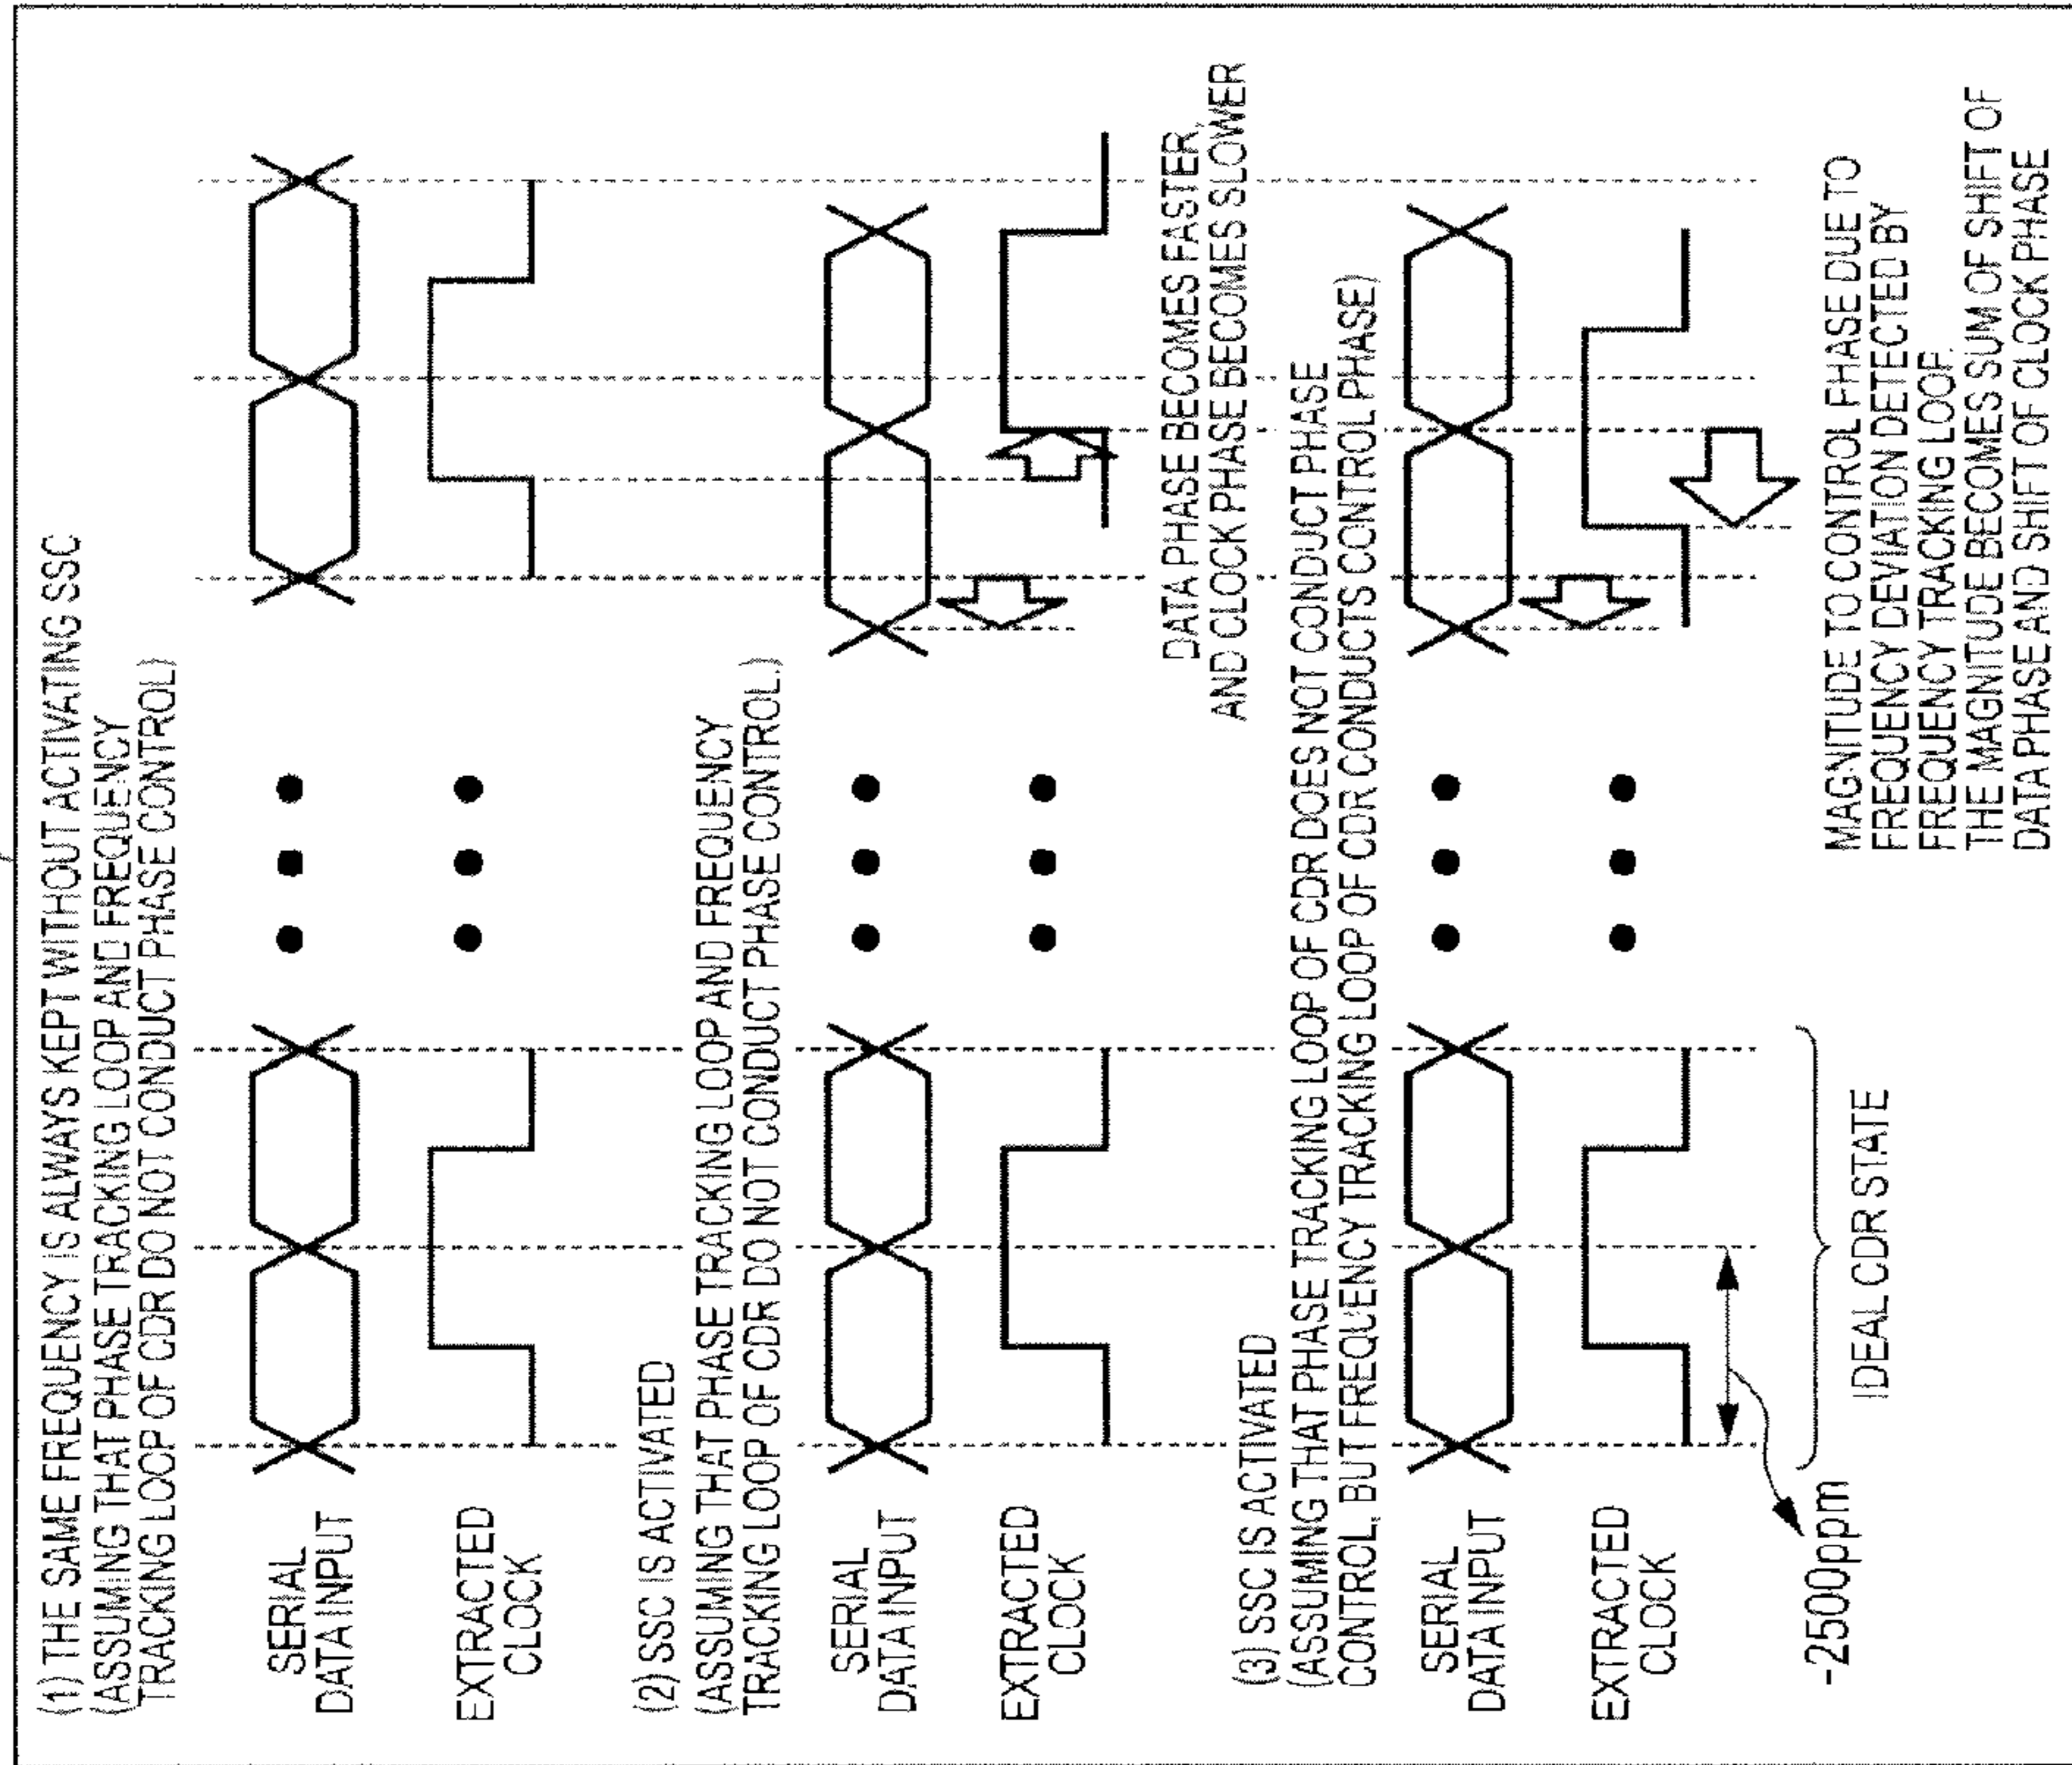 (1) THE SAME FREQUENCY IS ALWAYS KEPT WITHOUT ACTIVATING SSC
(ASSUMING THAT PHASE TRACKING LOOP AND FREQUENCY
TRACKING LOOP OF CDR DO NOT CONDUCT PHASE CONTROL)
SERIAL
DATA INPUT
EXTRACTED
CLOCK
(2) SSC IS ACTIVATED
(ASSUMING THAT PHASE TRACKING LOOP AND FREQUENCY
TRACKING LOOP OF CDR DO NOT CONDUCT PHASE CONTROL.)
SERIAL
DATA INPUT
EXTRACTED
CLOCK
DATA PHASE BECOMES FASTER,
AND CLOCK PHASE BECOMES SLOWER
(3) SSC IS ACTIVATED
(ASSUMING THAT PHASE TRACKING LOOP OF CDR DOES NOT CONDUCT PHASE
CONTROL, BUT FREQUENCY TRACKING LOOP OF CDR CONDUCTS CONTROL PHASE)
SERIAL
DATA INPUT
EXTRACTED
CLOCK
-2500ppm
IDEAL CDR STATE
MAGNITUDE TO CONTROL PHASE DUE TO
FREQUENCY DEVIATION DETECTED BY
FREQUENCY TRACKING LOOP.
THE MAGNITUDE BECOMES SUM OF SHIFT OF
DATA PHASE AND SHIFT OF CLOCK PHASE